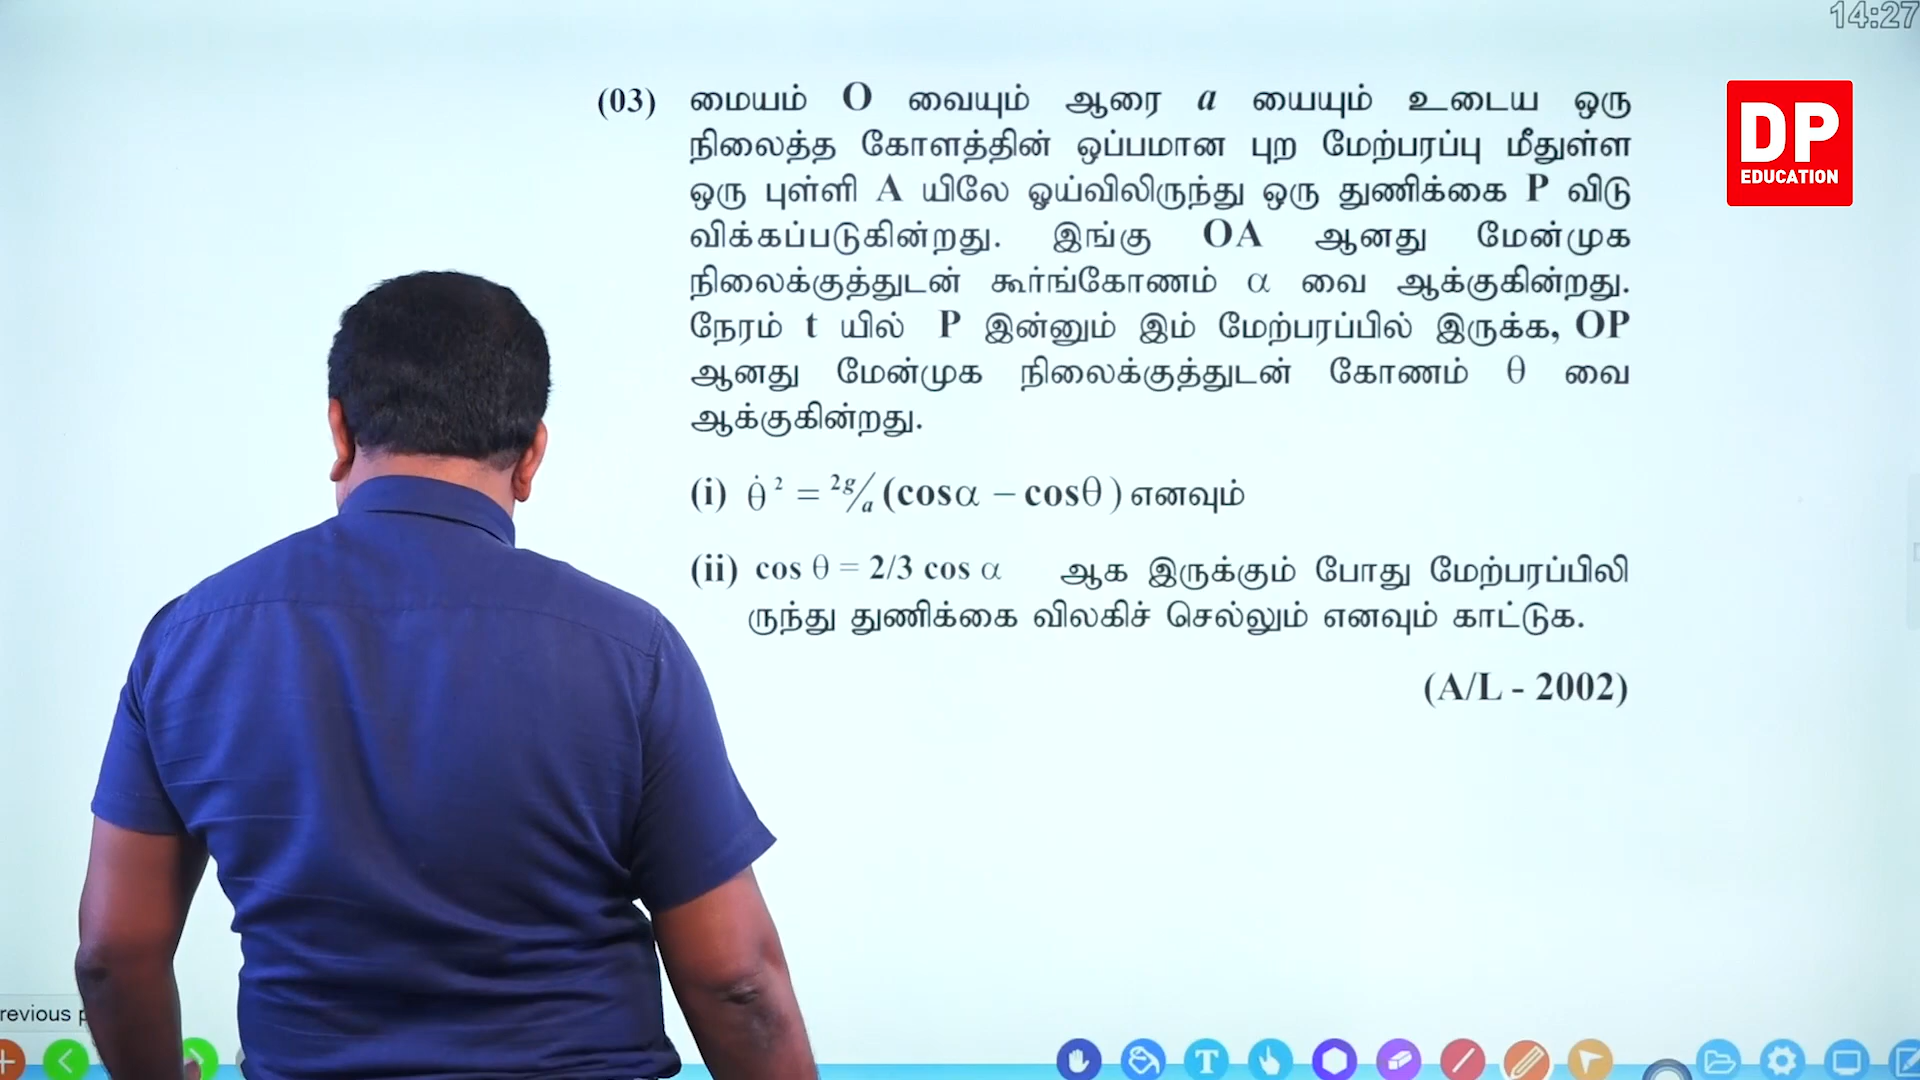 14:27
DP
EDUCATION
(03) மையம் O வையும் ஆரை a யையும் உடைய ஒரு
நிலைத்த கோளத்தின் ஒப்பமான புற மேற்பரப்பு மீதுள்ள
ஒரு புள்ளி A யிலே ஓய்விலிருந்து ஒரு துணிக்கை P விடு
விக்கப்படுகின்றது. இங்கு OA ஆனது மேன்முக
நிலைக்குத்துடன் கூர்ங்கோணம் α வை ஆக்குகின்றது.
நேரம் t யில் P இன்னும் இம் மேற்பரப்பில் இருக்க, OP
ஆனது மேன்முக நிலைக்குத்துடன் கோணம் θ வை
ஆக்குகின்றது.
(i) θ̇ ² = ²ᵍ/ₐ (cosα – cosθ ) எனவும்
(ii) cos θ = 2/3 cos α ஆக இருக்கும் போது மேற்பரப்பிலி
ருந்து துணிக்கை விலகிச் செல்லும் எனவும் காட்டுக.
(A/L - 2002)
revious p